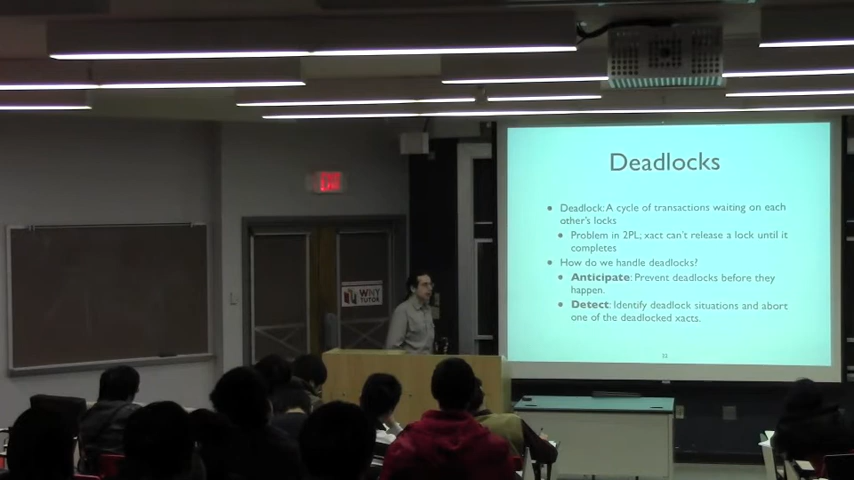 Deadlocks
• Deadlock: A cycle of transactions waiting on each
other's locks
• Problem in 2PL; xact can't release a lock until it
completes
• How do we handle deadlocks?
• Anticipate: Prevent deadlocks before they
happen.
• Detect: Identify deadlock situations and abort
one of the deadlocked xacts.
WHY
TUTOR